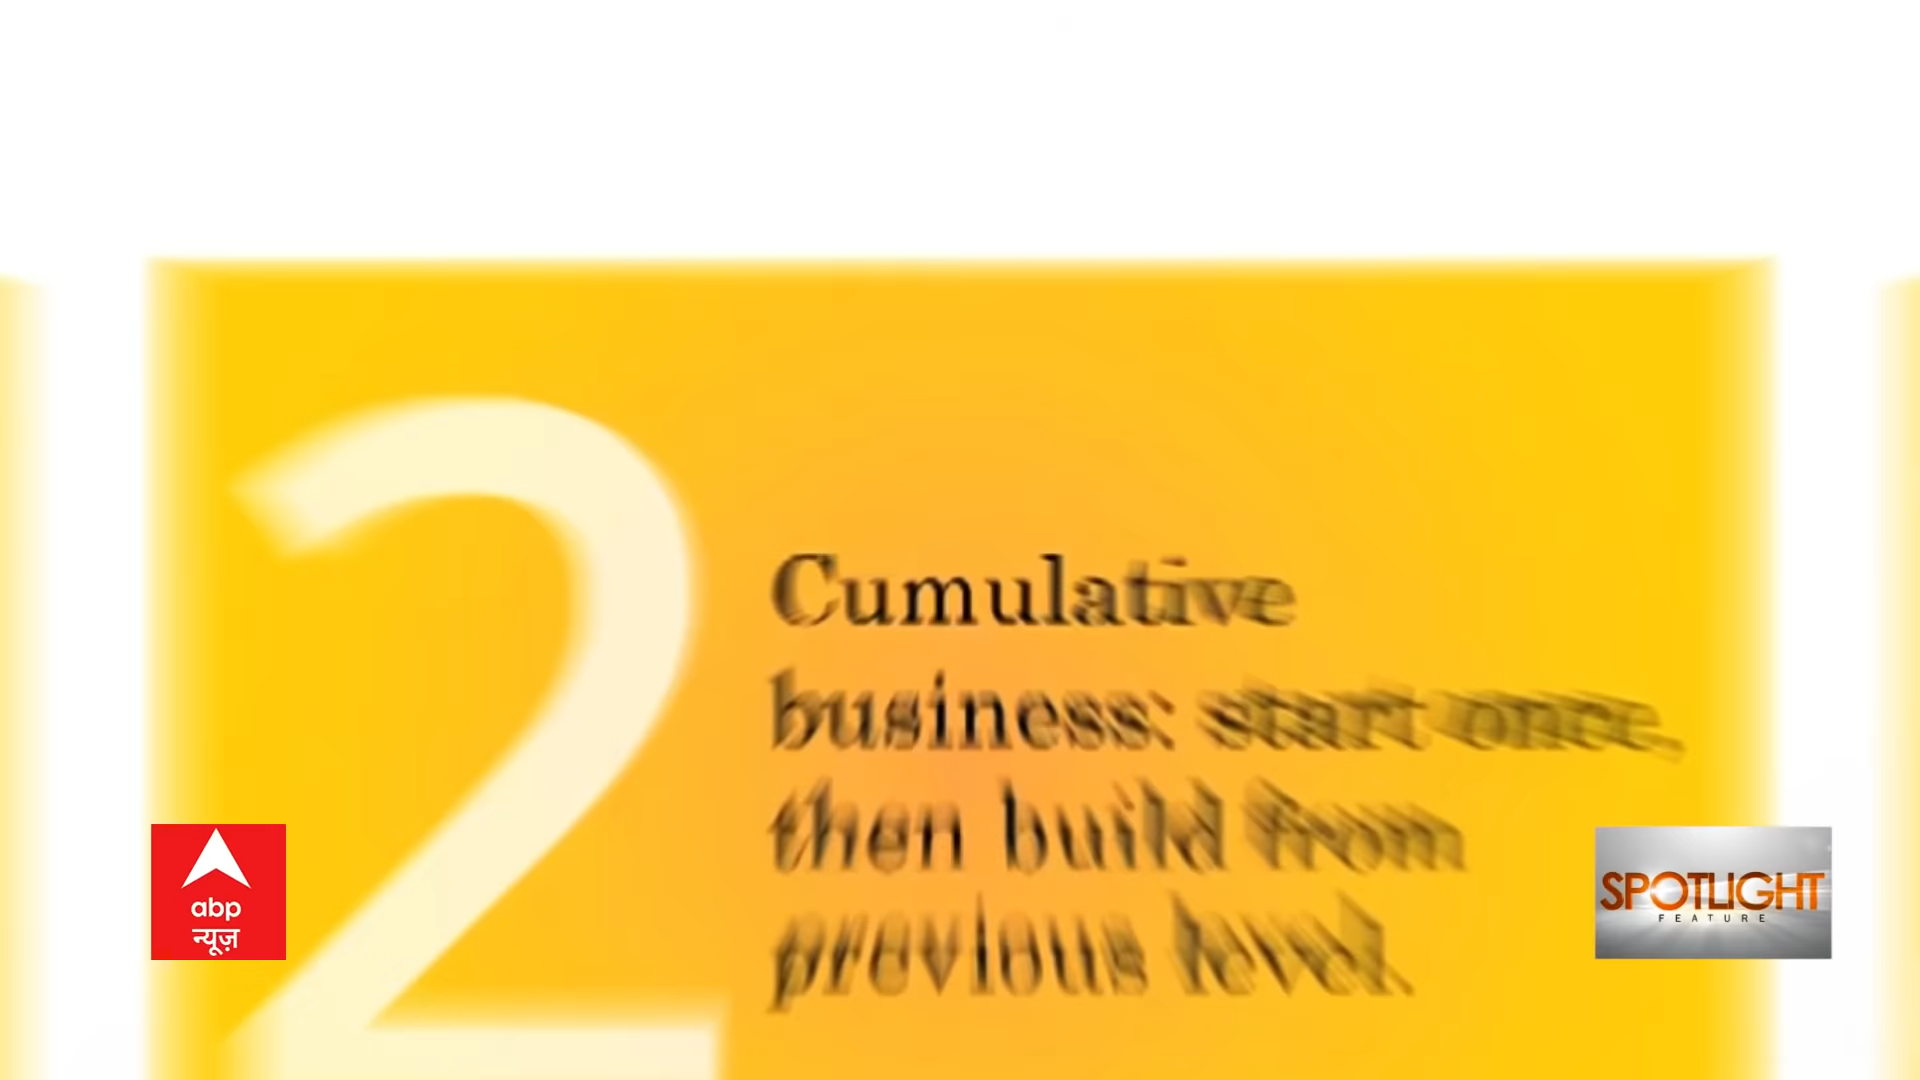 2
Cumulative
business: start once,
then build from
previous level.
abp
न्यूज़
SPOTLIGHT
FEATURE